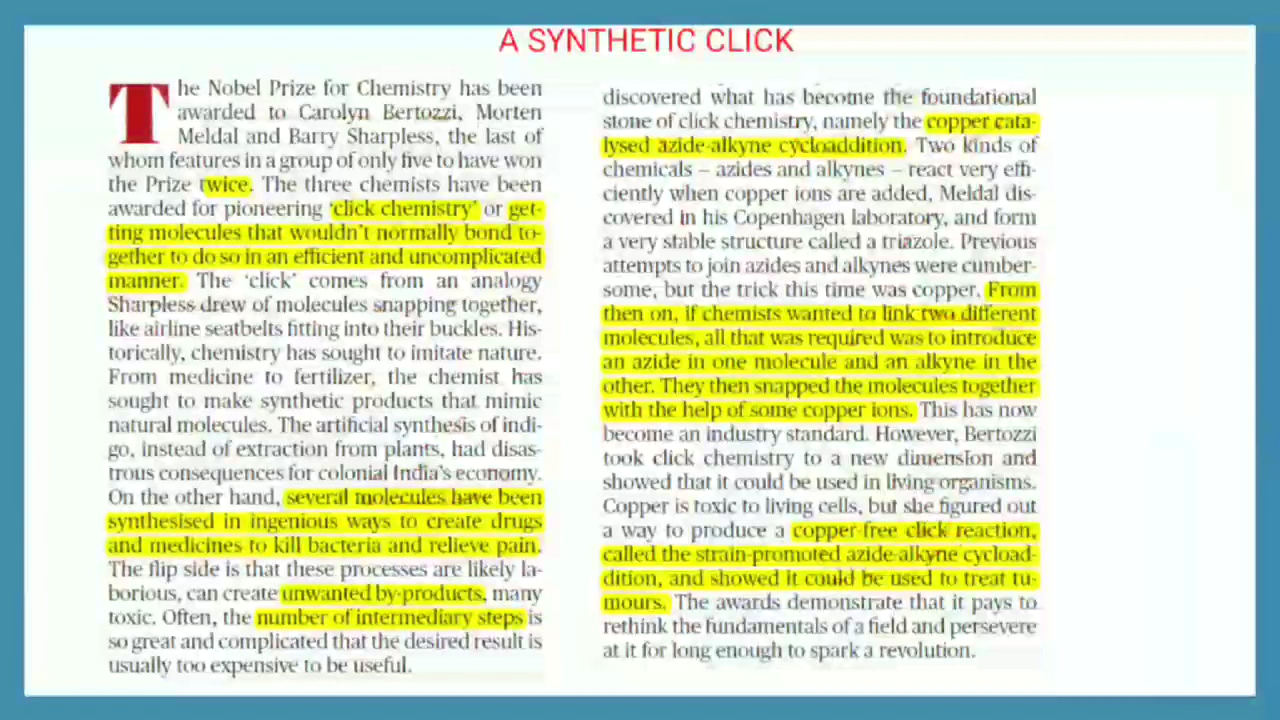 A SYNTHETIC CLICK
The Nobel Prize for Chemistry has been
awarded to Carolyn Bertozzi, Morten
Meldal and Barry Sharpless, the last of
whom features in a group of only five to have won
the Prize twice. The three chemists have been
awarded for pioneering ‘click chemistry’ or get-
ting molecules that wouldn’t normally bond to-
gether to do so in an efficient and uncomplicated
manner. The ‘click’ comes from an analogy
Sharpless drew of molecules snapping together,
like airline seatbelts fitting into their buckles. His-
torically, chemistry has sought to imitate nature.
From medicine to fertilizer, the chemist has
sought to make synthetic products that mimic
natural molecules. The artificial synthesis of indi-
go, instead of extraction from plants, had disas-
trous consequences for colonial India’s economy.
On the other hand, several molecules have been
synthesised in ingenious ways to create drugs
and medicines to kill bacteria and relieve pain.
The flip side is that these processes are likely la-
borious, can create unwanted by-products, many
toxic. Often, the number of intermediary steps is
so great and complicated that the desired result is
usually too expensive to be useful.
discovered what has become the foundational
stone of click chemistry, namely the copper cata-
lysed azide-alkyne cycloaddition. Two kinds of
chemicals – azides and alkynes – react very effi-
ciently when copper ions are added, Meldal dis-
covered in his Copenhagen laboratory, and form
a very stable structure called a triazole. Previous
attempts to join azides and alkynes were cumber-
some, but the trick this time was copper. From
then on, if chemists wanted to link two different
molecules, all that was required was to introduce
an azide in one molecule and an alkyne in the
other. They then snapped the molecules together
with the help of some copper ions. This has now
become an industry standard. However, Bertozzi
took click chemistry to a new dimension and
showed that it could be used in living organisms.
Copper is toxic to living cells, but she figured out
a way to produce a copper-free click reaction,
called the strain-promoted azide-alkyne cycload-
dition, and showed it could be used to treat tu-
mours. The awards demonstrate that it pays to
rethink the fundamentals of a field and persevere
at it for long enough to spark a revolution.